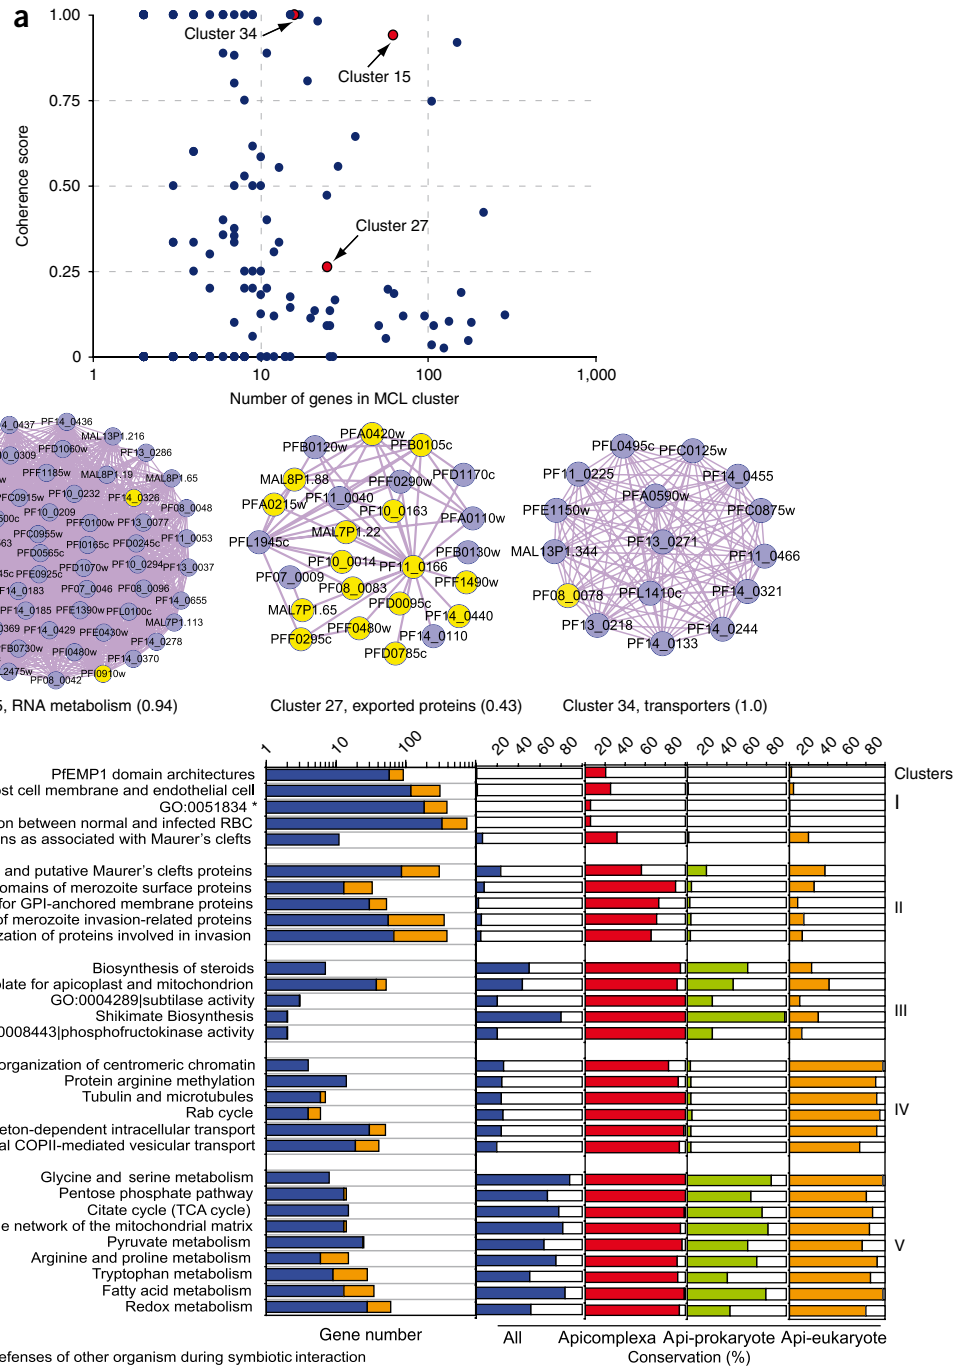 a
1.00
0.75
0.50
0.25
0
Coherence score
Cluster 34
Cluster 15
Cluster 27
1 10 100 1,000
Number of genes in MCL cluster
PF14_0436
MAL13P1.216
PFD1060w
PF13_0286
PFF1185w
MAL8P1.19
MAL8P1.65
PFC0915w
PF10_0232
PF14_0326
PF08_0048
PF10_0209
PFF0100w
PF13_0077
PFC0955w
PF11_0053
PFD0565c
PFI0165c
PFD0245c
PFE0925c
PFD1070w
PF10_0294
PF13_0037
PF14_0183
PF07_0046
PF08_0096
PF14_0655
PF14_0185
PFE1390w
PFL0100c
MAL7P1.113
PF14_0429
PFE0430w
PF14_0278
PFB0730w
PFI0480w
PF14_0370
PF08_0042
PFI0910w
PFA0420w
PFB0120w
PFB0105c
MAL8P1.88
PFF0290w
PFD1170c
PF11_0040
PFA0215w
PF10_0163
PFA0110w
MAL7P1.22
PFL1945c
PFB0130w
PF10_0014
PF11_0166
PF07_0009
PF08_0083
PFF1490w
MAL7P1.65
PFD0095c
PF14_0440
PFF0480w
PFF0295c
PF14_0110
PFD0785c
PFL0495c
PFC0125w
PF11_0225
PF14_0455
PFA0590w
PFE1150w
PFC0875w
PF13_0271
MAL13P1.344
PF11_0466
PF08_0078
PFL1410c
PF14_0321
PF13_0218
PF14_0244
PF14_0133
5, RNA metabolism (0.94)
Cluster 27, exported proteins (0.43)
Cluster 34, transporters (1.0)
1 10 100
20 40 60 80 20 40 60 80 20 40 60 80 20 40 60 80
Clusters
PfEMP1 domain architectures
ost cell membrane and endothelial cell
I
GO:0051834 *
on between normal and infected RBC
ns as associated with Maurer's clefts
and putative Maurer's clefts proteins
domains of merozoite surface proteins
for GPI-anchored membrane proteins
II
of merozoite invasion-related proteins
zation of proteins involved in invasion
Biosynthesis of steroids
plate for apicoplast and mitochondrion
GO:0004289|subtilase activity
Shikimate Biosynthesis
III
0008443|phosphofructokinase activity
organization of centromeric chromatin
Protein arginine methylation
Tubulin and microtubules
Rab cycle
IV
eton-dependent intracellular transport
al COPII-mediated vesicular transport
Glycine and serine metabolism
Pentose phosphate pathway
Citate cycle (TCA cycle)
e network of the mitochondrial matrix
Pyruvate metabolism
V
Arginine and proline metabolism
Tryptophan metabolism
Fatty acid metabolism
Redox metabolism
Gene number
All Apicomplexa Api-prokaryote Api-eukaryote
Conservation (%)
efenses of other organism during symbiotic interaction